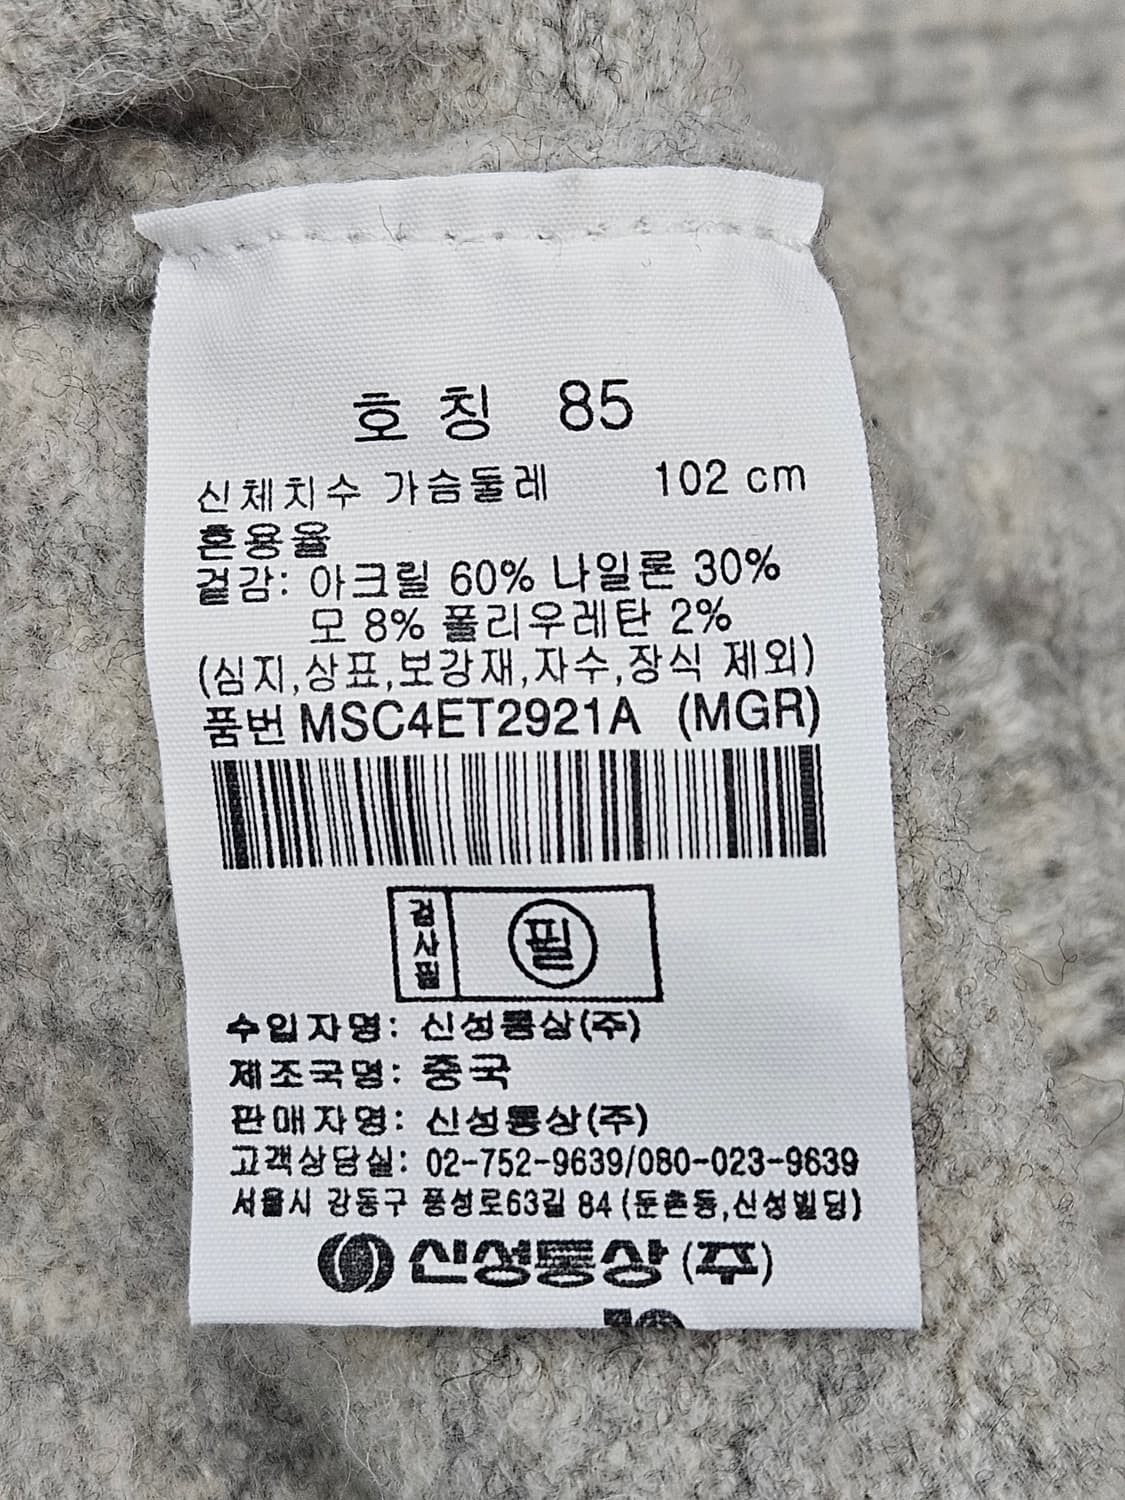 호칭 85
신체치수 가슴둘레 102 cm
혼용율
겉감: 아크릴 60% 나일론 30%
모 8% 폴리우레탄 2%
(심지,상표,보강재,자수,장식 제외)
품번 MSC4ET2921A (MGR)
검사필 필
수입자명: 신성통상(주)
제조국명: 중국
판매자명: 신성통상(주)
고객상담실: 02-752-9639/080-023-9639
서울시 강동구 풍성로63길 84 (둔촌동,신성빌딩)
신성통상(주)